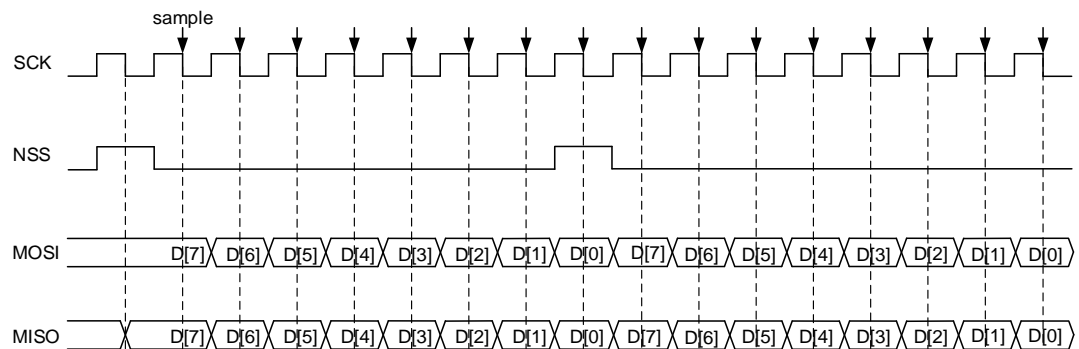 sample
SCK
NSS
MOSI D[7] D[6] D[5] D[4] D[3] D[2] D[1] D[0] D[7] D[6] D[5] D[4] D[3] D[2] D[1] D[0]
MISO D[7] D[6] D[5] D[4] D[3] D[2] D[1] D[0] D[7] D[6] D[5] D[4] D[3] D[2] D[1] D[0]